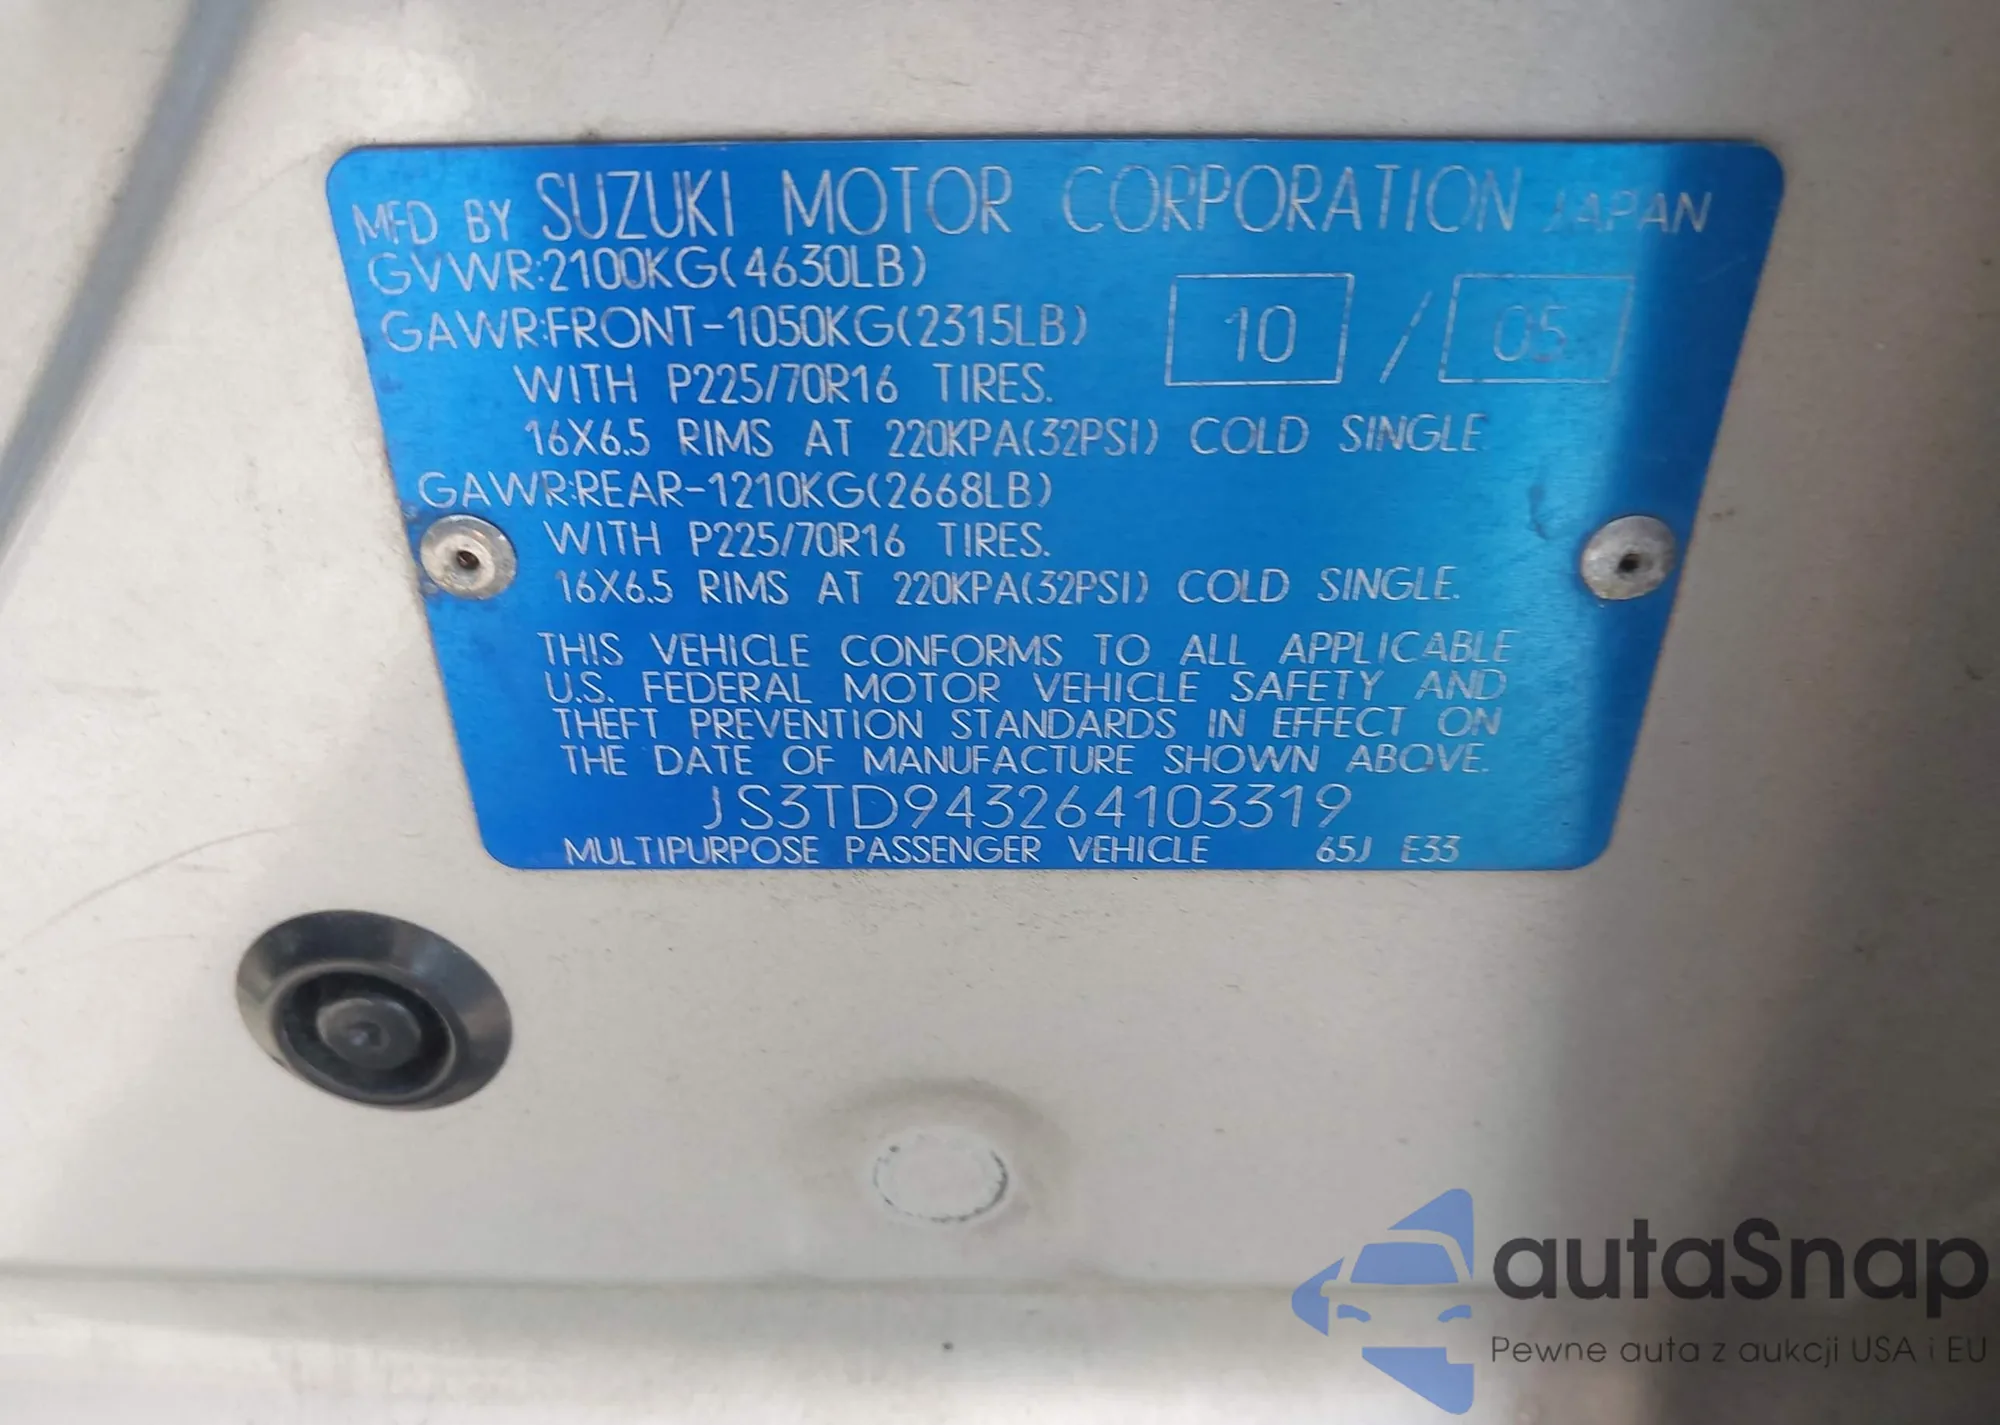 MFD BY SUZUKI MOTOR CORPORATION JAPAN
GVWR:2100KG(4630LB)
GAWR:FRONT-1050KG(2315LB)
10 / 05
WITH P225/70R16 TIRES.
16X6.5 RIMS AT 220KPA(32PSI) COLD SINGLE.
GAWR:REAR-1210KG(2668LB)
WITH P225/70R16 TIRES.
16X6.5 RIMS AT 220KPA(32PSI) COLD SINGLE.
THIS VEHICLE CONFORMS TO ALL APPLICABLE
U.S. FEDERAL MOTOR VEHICLE SAFETY AND
THEFT PREVENTION STANDARDS IN EFFECT ON
THE DATE OF MANUFACTURE SHOWN ABOVE.
JS3TD943264103319
MULTIPURPOSE PASSENGER VEHICLE 65J E33
autaSnap
Pewne auta z aukcji USA i EU